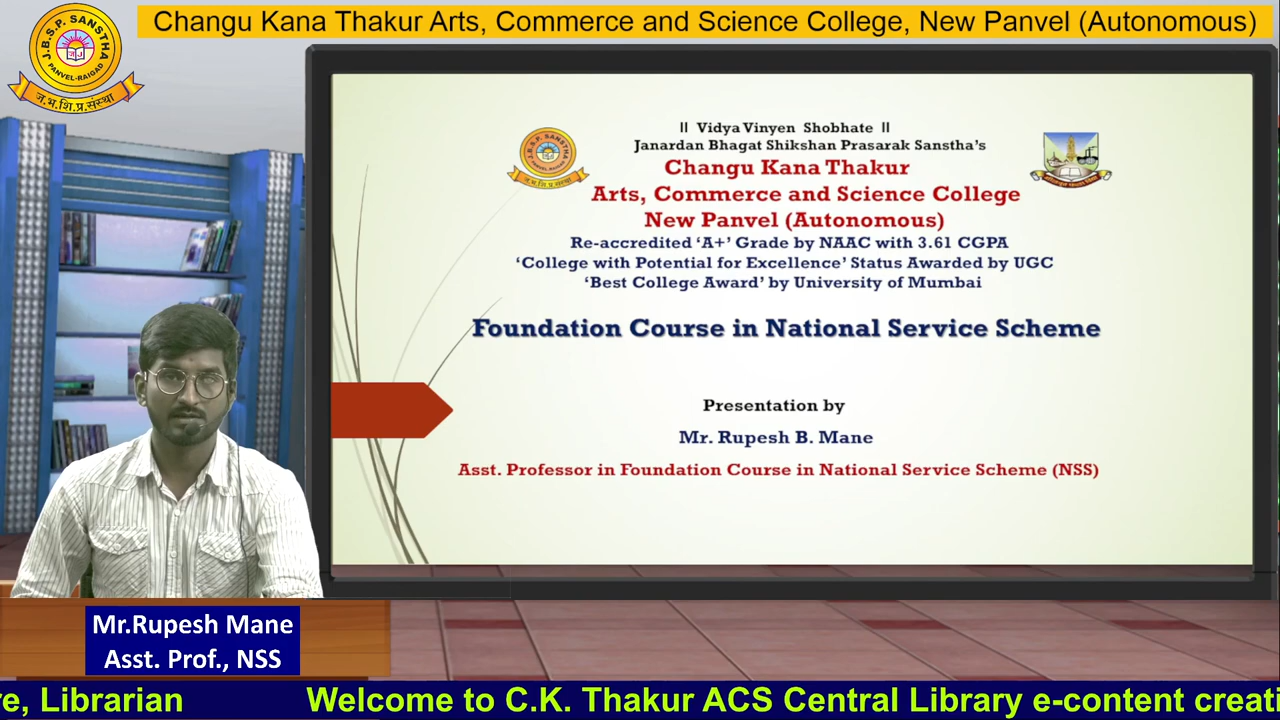 Changu Kana Thakur Arts, Commerce and Science College, New Panvel (Autonomous)
J.B.S.P. SANSTHA
PANVEL-RAIGAD
ज.भ.शि.प्र.संस्था
॥ Vidya Vinyen Shobhate ॥
Janardan Bhagat Shikshan Prasarak Sanstha's
Changu Kana Thakur
Arts, Commerce and Science College
New Panvel (Autonomous)
Re-accredited ‘A+’ Grade by NAAC with 3.61 CGPA
‘College with Potential for Excellence’ Status Awarded by UGC
‘Best College Award’ by University of Mumbai
J.B.S.P. SANSTHA
PANVEL-RAIGAD
ज.भ.शि.प्र.संस्था
Foundation Course in National Service Scheme
Presentation by
Mr. Rupesh B. Mane
Asst. Professor in Foundation Course in National Service Scheme (NSS)
Mr.Rupesh Mane
Asst. Prof., NSS
re, Librarian Welcome to C.K. Thakur ACS Central Library e-content creati